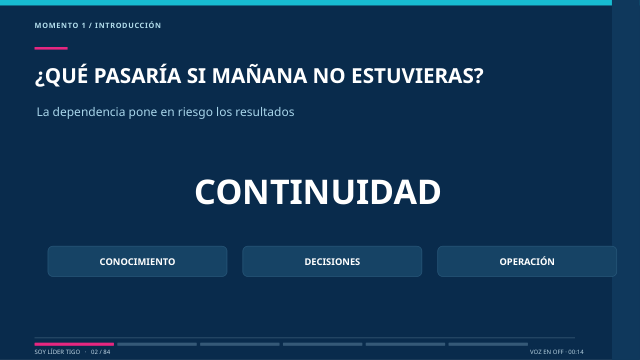 MOMENTO 1 / INTRODUCCIÓN
¿QUÉ PASARÍA SI MAÑANA NO ESTUVIERAS?
La dependencia pone en riesgo los resultados
CONTINUIDAD
CONOCIMIENTO
DECISIONES
OPERACIÓN
SOY LÍDER TIGO · 02 / 84
VOZ EN OFF · 00:14